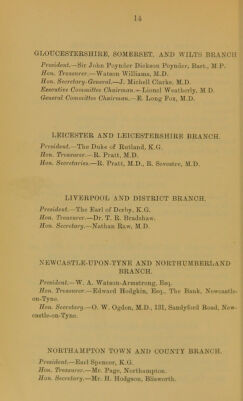 14
GLOUCESTERSHIRE, SOMERSET, AND WILTS BRANCH
President.—Sir John Poynder Dickson Poynder, Bart., M.P.
Hon. Treasurer.—Watson Williams, M.D.
Hon. Secretary-General.—J. Michell Clarke, M.D.
Executive Committee Chairman.—Lionel Weatherly, M.D.
General Committee Chairman.—E. Long Fox, M.D.
LEICESTER AND LEICESTERSHIRE BRANCH.
President.—The Duke of Rutland, K.G.
Hon. Treasurer.—R. Pratt, M.D.
Hon. Secretaries.—R. Pratt, M.D., R. Sevestre, M.D.
LIVERPOOL AND DISTRICT BRANCH.
President.—The Earl of Derby, K.G.
Hon. Treasurer.—Dr. T. R. Bradshaw.
Hon. Secretary.—Nathan Raw, M.D.
NEWCASTLE-UPON-TYNE AND NORTHUMBERLAND
BRANCH.
President.—W. A. Watson-Armstrong, Esq.
Hon. Treasurer.—Edward Hodgkin, Esq., The Bank, Newcastle-
on-Tyne.
Hon. Secretary.—O. W. Ogden, M.D., 131, Sandyford Road, New-
castle-on-Tyne.
NORTHAMPTON TOWN AND COUNTY BRANCH.
President.—Earl Spencer, K.G.
Hon. Treasurer.—Mr. Page, Northampton.
Hon. Secretary.—Mr. H. Hodgson, Blisworth.